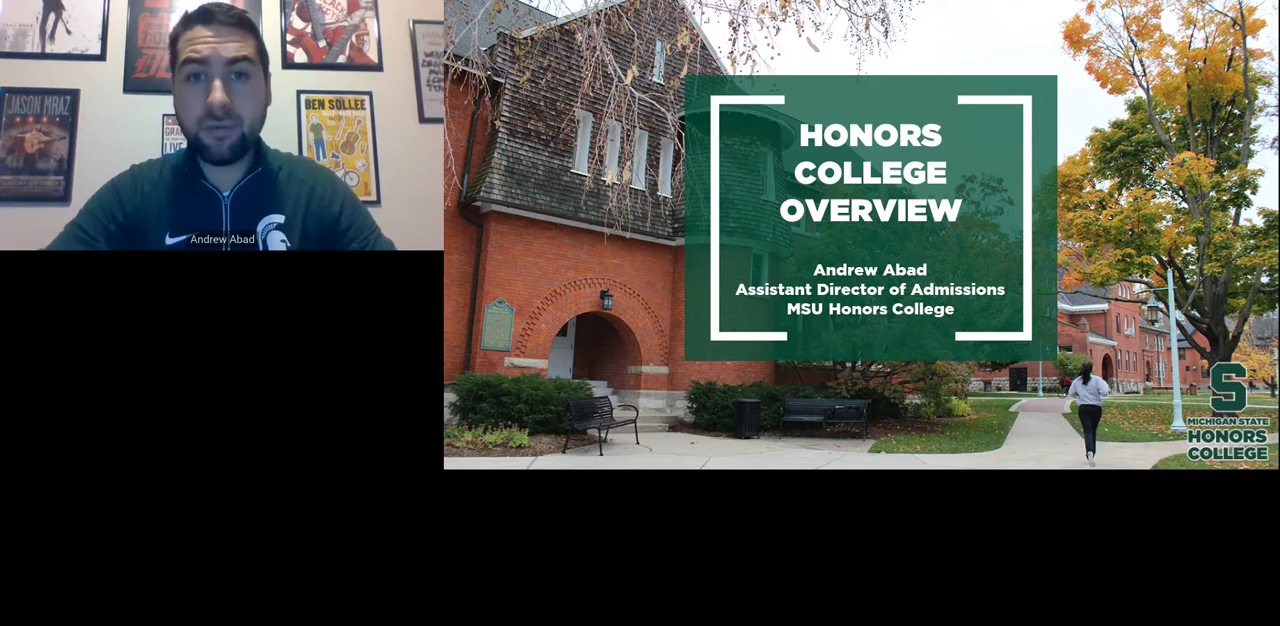 JASON MRAZ
BEN SOLLEE
LIVE
Andrew Abad
HONORS
COLLEGE
OVERVIEW
Andrew Abad
Assistant Director of Admissions
MSU Honors College
S
MICHIGAN STATE
HONORS
COLLEGE